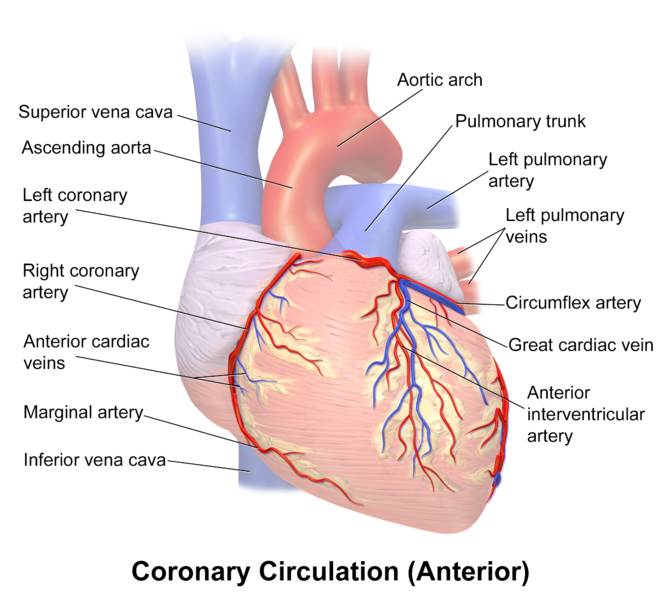 Aortic arch
Superior vena cava
Pulmonary trunk
Ascending aorta
Left pulmonary
artery
Left coronary
artery
Left pulmonary
veins
Right coronary
artery
Circumflex artery
Anterior cardiac
veins
Great cardiac vein
Anterior
interventricular
artery
Marginal artery
Inferior vena cava
Coronary Circulation (Anterior)